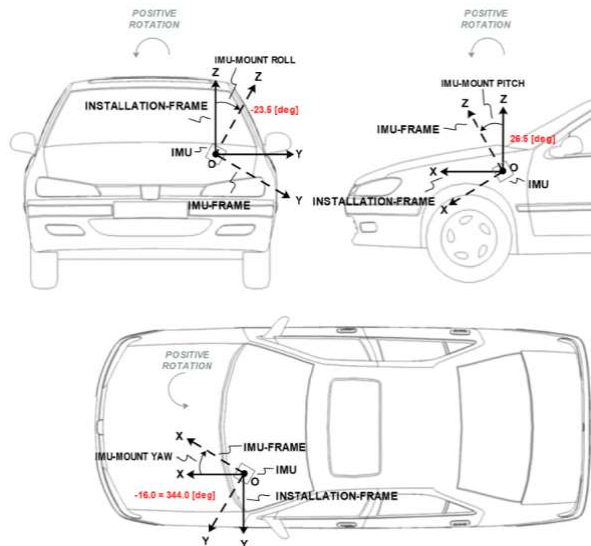 POSITIVE
ROTATION
IMU-MOUNT ROLL
Z
Z
INSTALLATION-FRAME
-23.5 [deg]
IMU
O
Y
Y
IMU-FRAME
POSITIVE
ROTATION
IMU-MOUNT PITCH
Z
Z
IMU-FRAME
26.5 [deg]
X
O
IMU
INSTALLATION-FRAME
X
POSITIVE
ROTATION
X
IMU-FRAME
IMU-MOUNT YAW
X
IMU
O
-16.0 = 344.0 [deg]
INSTALLATION-FRAME
Y
Y